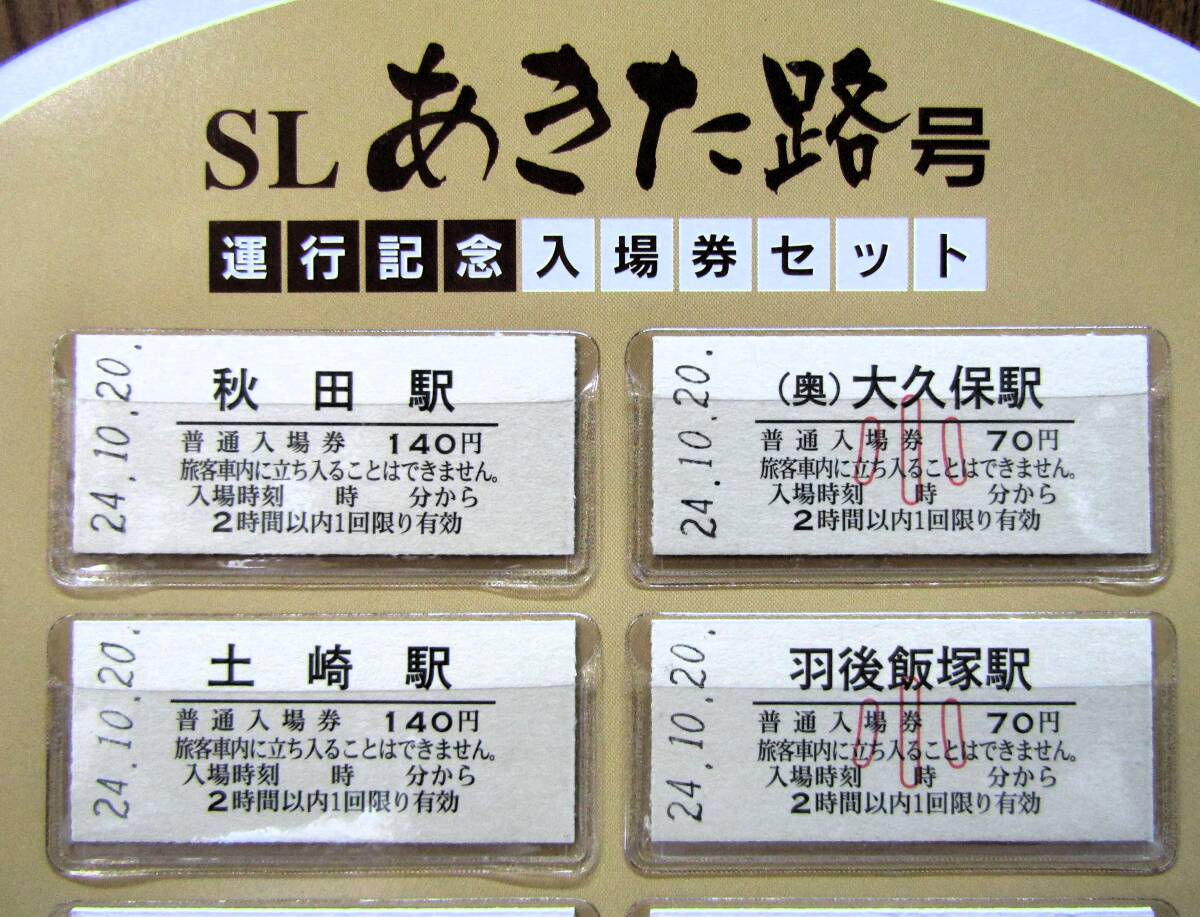 SL あきた路号
運行記念入場券セット
24.10.20.
秋田駅
普通入場券 140円
旅客車内に立ち入ることはできません。
入場時刻 時 分から
2時間以内1回限り有効
24.10.20.
(奥)大久保駅
普通入場券 70円
旅客車内に立ち入ることはできません。
入場時刻 時 分から
2時間以内1回限り有効
小
24.10.20.
土崎駅
普通入場券 140円
旅客車内に立ち入ることはできません。
入場時刻 時 分から
2時間以内1回限り有効
24.10.20.
羽後飯塚駅
普通入場券 70円
旅客車内に立ち入ることはできません。
入場時刻 時 分から
2時間以内1回限り有効
小